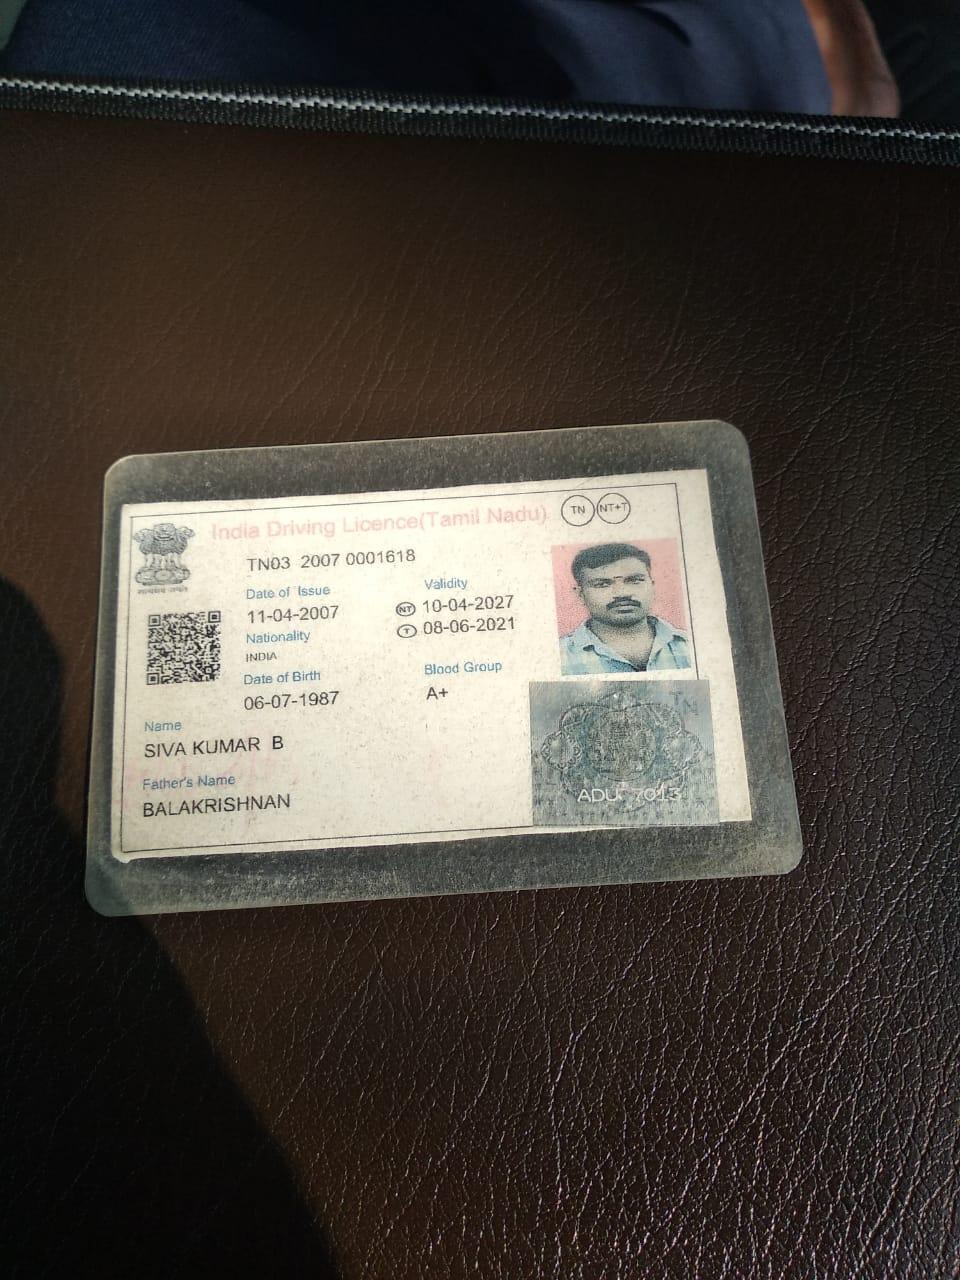 India Driving Licence(Tamil Nadu) TN NT+T
TN03 2007 0001618
Date of Issue Validity
11-04-2007 NT 10-04-2027
Nationality T 08-06-2021
INDIA
Date of Birth Blood Group
06-07-1987 A+
Name
SIVA KUMAR B
Father's Name
BALAKRISHNAN
TN
ADU 7013
सत्यमेव जयते